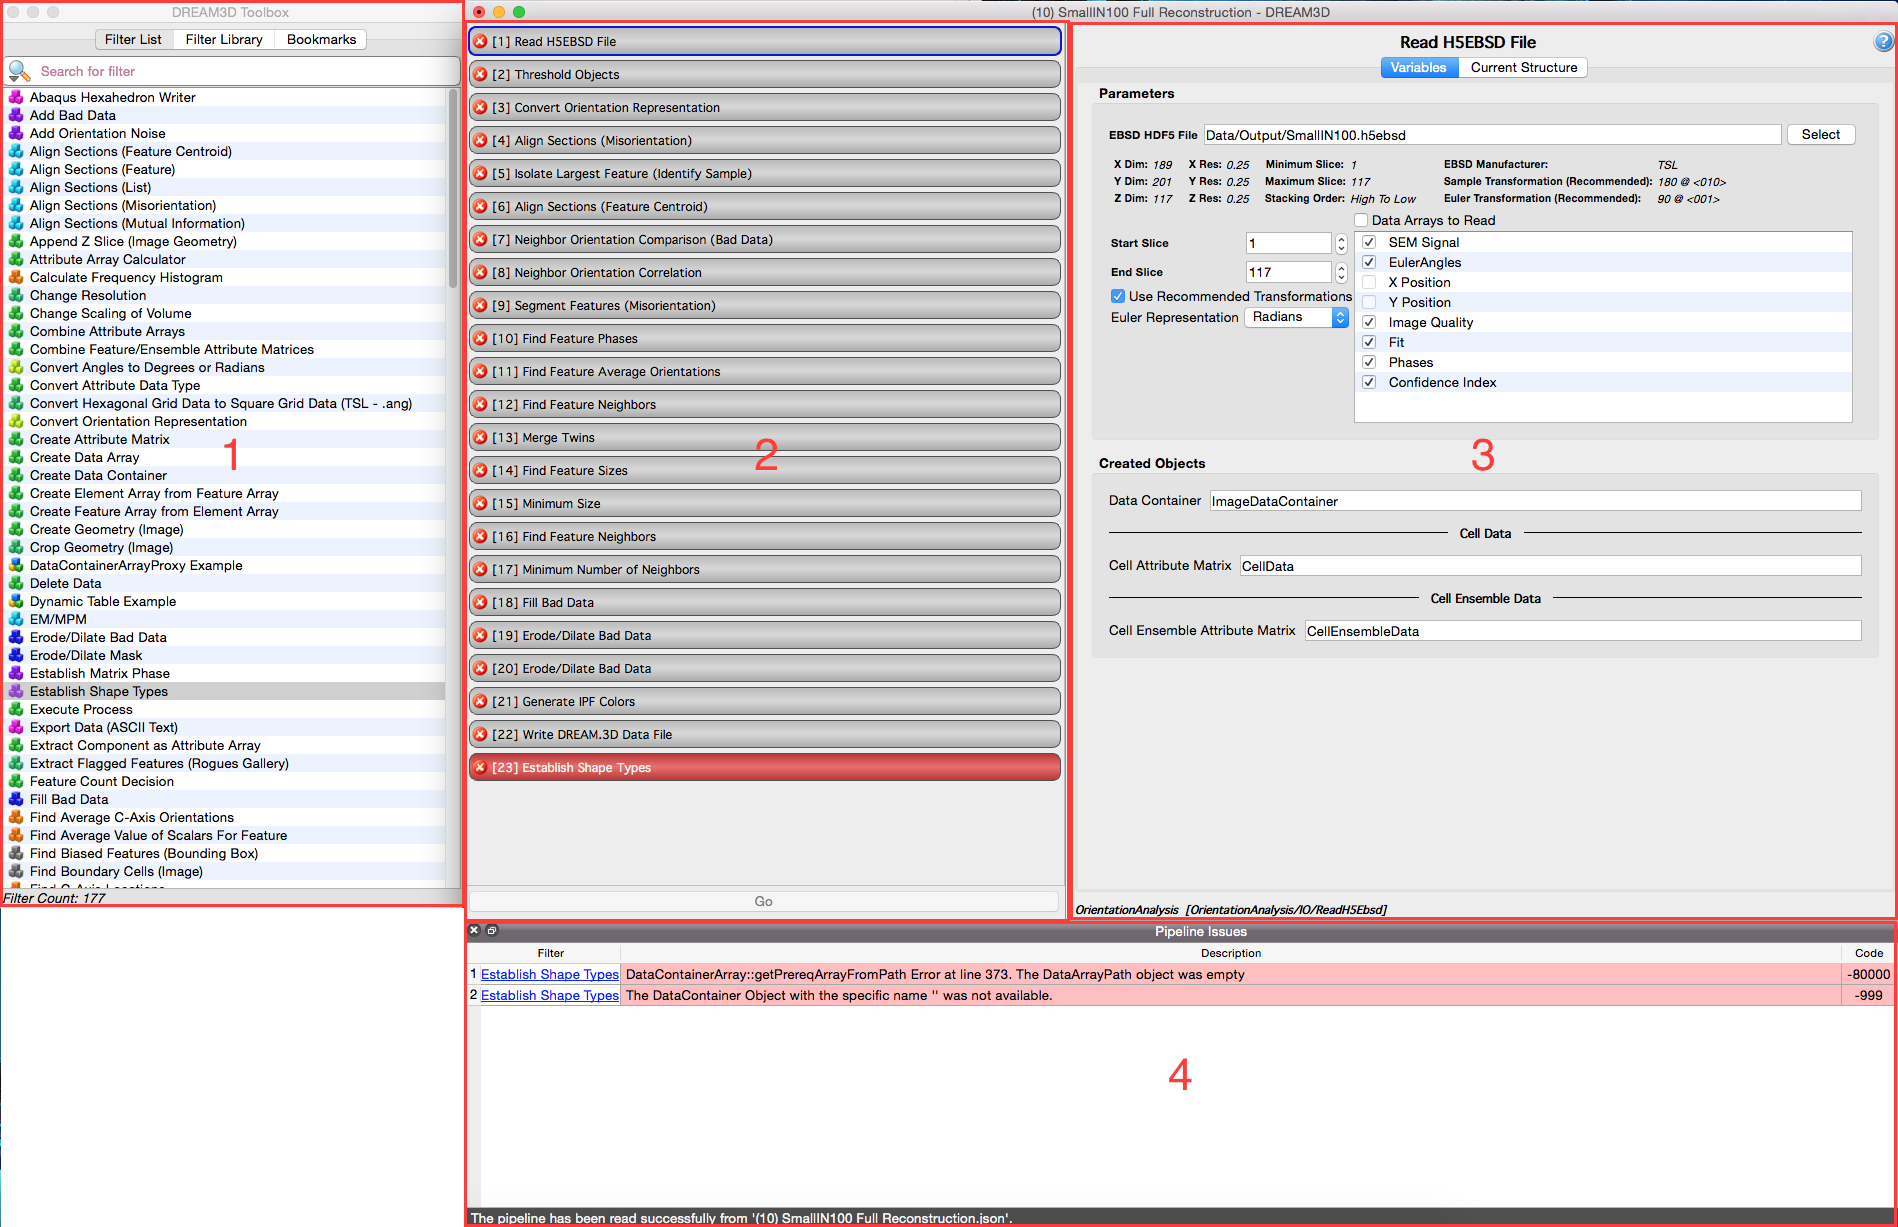 DREAM3D Toolbox
Filter List Filter Library Bookmarks
Search for filter
Abaqus Hexahedron Writer
Add Bad Data
Add Orientation Noise
Align Sections (Feature Centroid)
Align Sections (Feature)
Align Sections (List)
Align Sections (Misorientation)
Align Sections (Mutual Information)
Append Z Slice (Image Geometry)
Attribute Array Calculator
Calculate Frequency Histogram
Change Resolution
Change Scaling of Volume
Combine Attribute Arrays
Combine Feature/Ensemble Attribute Matrices
Convert Angles to Degrees or Radians
Convert Attribute Data Type
Convert Hexagonal Grid Data to Square Grid Data (TSL - .ang)
Convert Orientation Representation
Create Attribute Matrix
Create Data Array
Create Data Container
Create Element Array from Feature Array
Create Feature Array from Element Array
Create Geometry (Image)
Crop Geometry (Image)
DataContainerArrayProxy Example
Delete Data
Dynamic Table Example
EM/MPM
Erode/Dilate Bad Data
Erode/Dilate Mask
Establish Matrix Phase
Establish Shape Types
Execute Process
Export Data (ASCII Text)
Extract Component as Attribute Array
Extract Flagged Features (Rogues Gallery)
Feature Count Decision
Fill Bad Data
Find Average C-Axis Orientations
Find Average Value of Scalars For Feature
Find Biased Features (Bounding Box)
Find Boundary Cells (Image)
Find C-Axis Locations
Filter Count: 177
1
(10) SmallIN100 Full Reconstruction - DREAM3D
[1] Read H5EBSD File
[2] Threshold Objects
[3] Convert Orientation Representation
[4] Align Sections (Misorientation)
[5] Isolate Largest Feature (Identify Sample)
[6] Align Sections (Feature Centroid)
[7] Neighbor Orientation Comparison (Bad Data)
[8] Neighbor Orientation Correlation
[9] Segment Features (Misorientation)
[10] Find Feature Phases
[11] Find Feature Average Orientations
[12] Find Feature Neighbors
[13] Merge Twins
[14] Find Feature Sizes
[15] Minimum Size
[16] Find Feature Neighbors
[17] Minimum Number of Neighbors
[18] Fill Bad Data
[19] Erode/Dilate Bad Data
[20] Erode/Dilate Bad Data
[21] Generate IPF Colors
[22] Write DREAM.3D Data File
[23] Establish Shape Types
Go
2
Read H5EBSD File
?
Variables Current Structure
Parameters
EBSD HDF5 File Data/Output/SmallIN100.h5ebsd Select
X Dim: 189 X Res: 0.25 Minimum Slice: 1 EBSD Manufacturer: TSL
Y Dim: 201 Y Res: 0.25 Maximum Slice: 117 Sample Transformation (Recommended): 180 @ <010>
Z Dim: 117 Z Res: 0.25 Stacking Order: High To Low Euler Transformation (Recommended): 90 @ <001>
Data Arrays to Read
Start Slice 1
End Slice 117
Use Recommended Transformations
Euler Representation Radians
SEM Signal
EulerAngles
X Position
Y Position
Image Quality
Fit
Phases
Confidence Index
3
Created Objects
Data Container ImageDataContainer
Cell Data
Cell Attribute Matrix CellData
Cell Ensemble Data
Cell Ensemble Attribute Matrix CellEnsembleData
OrientationAnalysis [OrientationAnalysis/IO/ReadH5Ebsd]
Pipeline Issues
Filter Description Code
1 Establish Shape Types DataContainerArray::getPrereqArrayFromPath Error at line 373. The DataArrayPath object was empty -80000
2 Establish Shape Types The DataContainer Object with the specific name '' was not available. -999
4
The pipeline has been read successfully from '(10) SmallIN100 Full Reconstruction.json'.